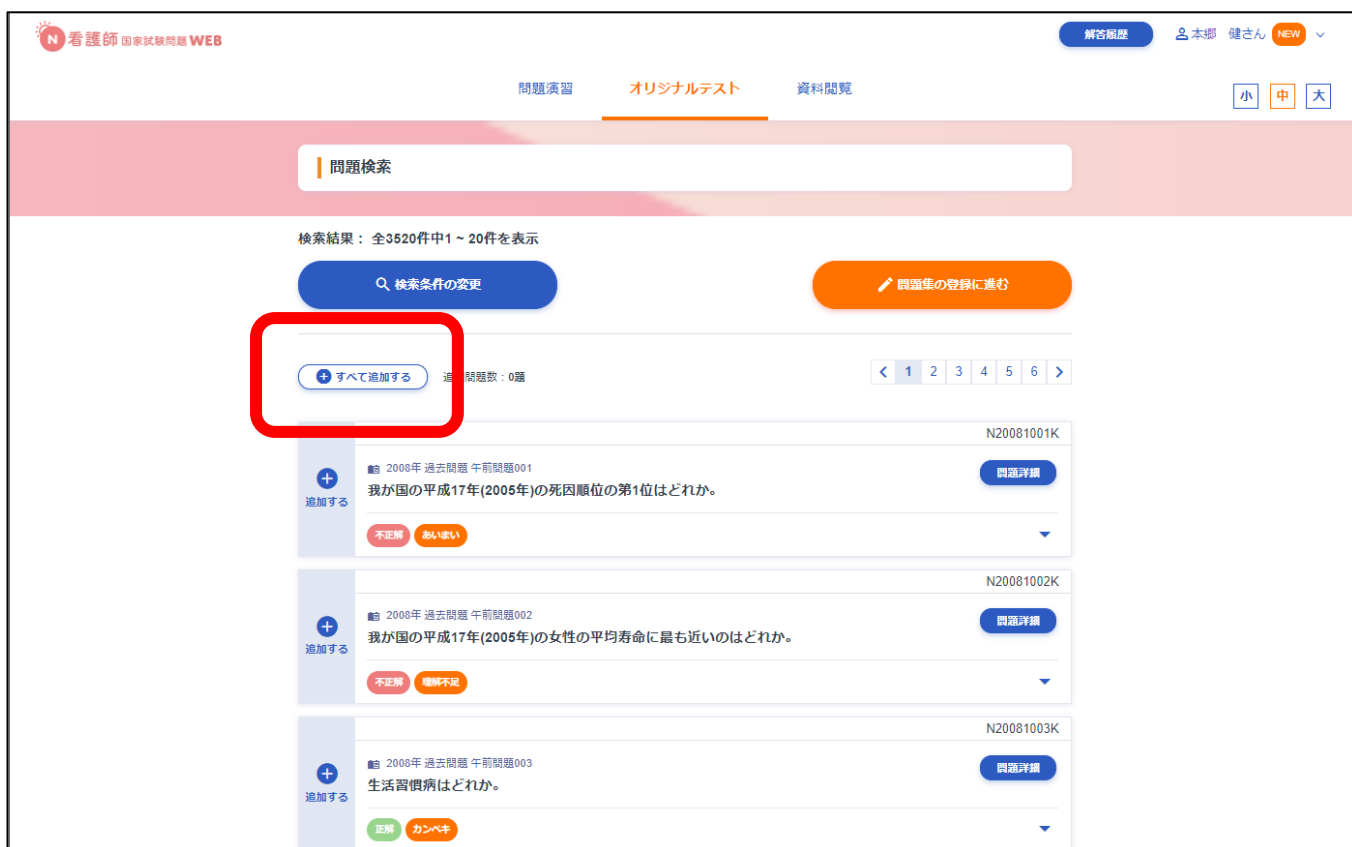 N 看護師 国家試験問題 WEB
解答履歴
本郷 健さん NEW
問題演習 オリジナルテスト 資料閲覧
小 中 大
問題検索
検索結果: 全3520件中1 ~ 20件を表示
検索条件の変更
問題集の登録に進む
すべて追加する
問題数:0題
1 2 3 4 5 6
N20081001K
追加する
2008年 過去問題 午前問題001
問題詳細
我が国の平成17年(2005年)の死因順位の第1位はどれか。
不正解 あいまい
N20081002K
追加する
2008年 過去問題 午前問題002
問題詳細
我が国の平成17年(2005年)の女性の平均寿命に最も近いのはどれか。
不正解 理解不足
N20081003K
追加する
2008年 過去問題 午前問題003
問題詳細
生活習慣病はどれか。
正解 カンペキ